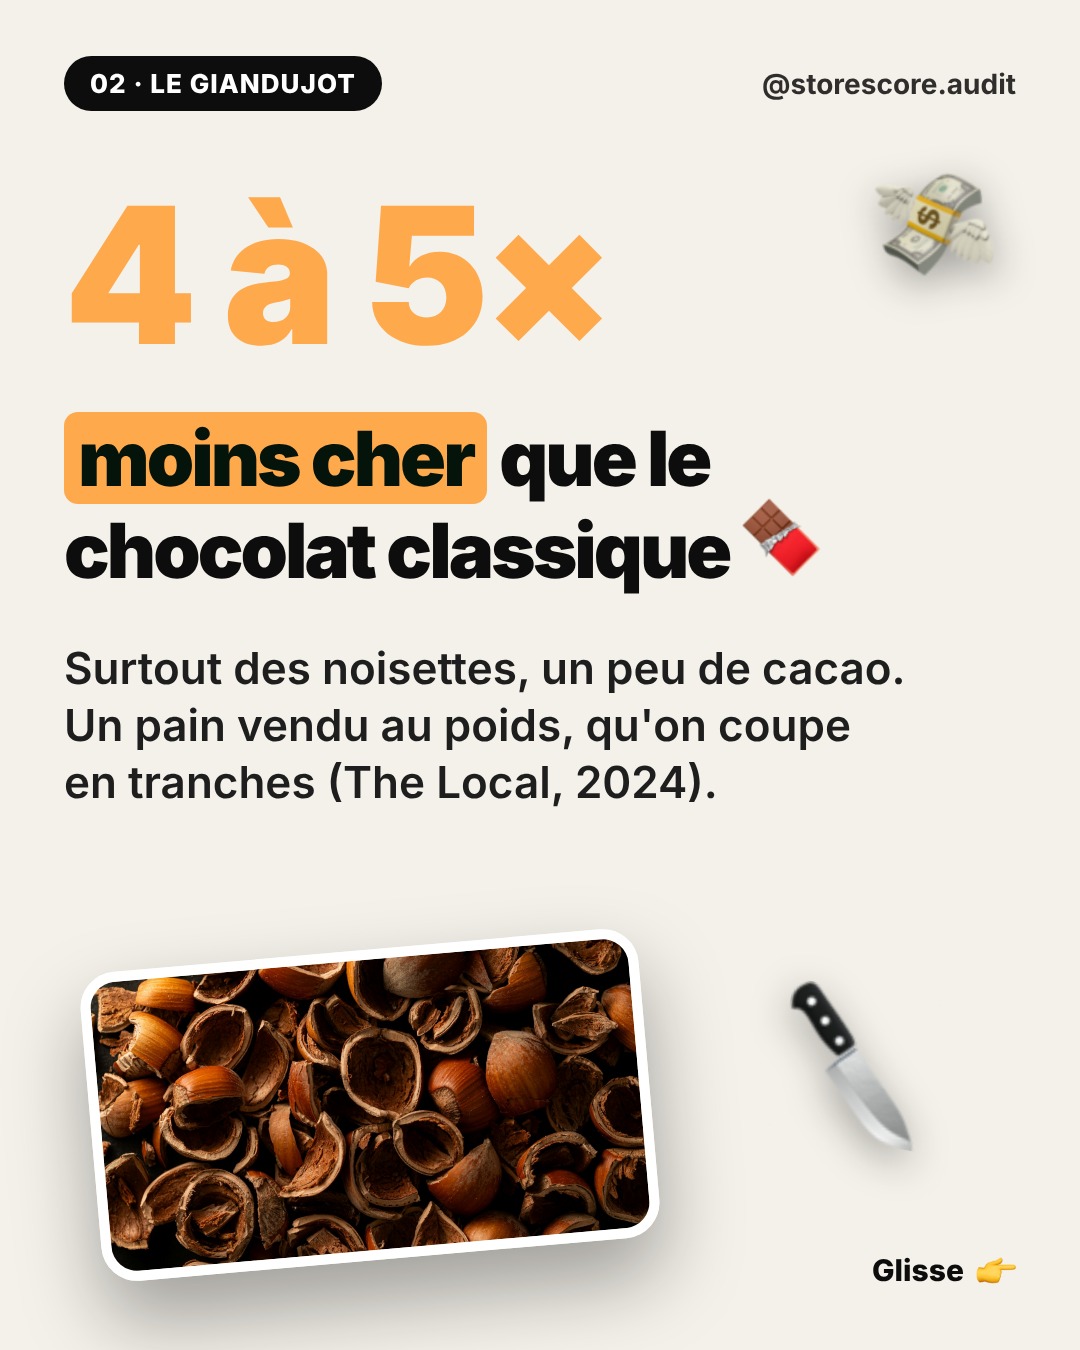 02 · LE GIANDUJOT
@storescore.audit
4 à 5×
moins cher que le
chocolat classique
Surtout des noisettes, un peu de cacao.
Un pain vendu au poids, qu'on coupe
en tranches (The Local, 2024).
Glisse